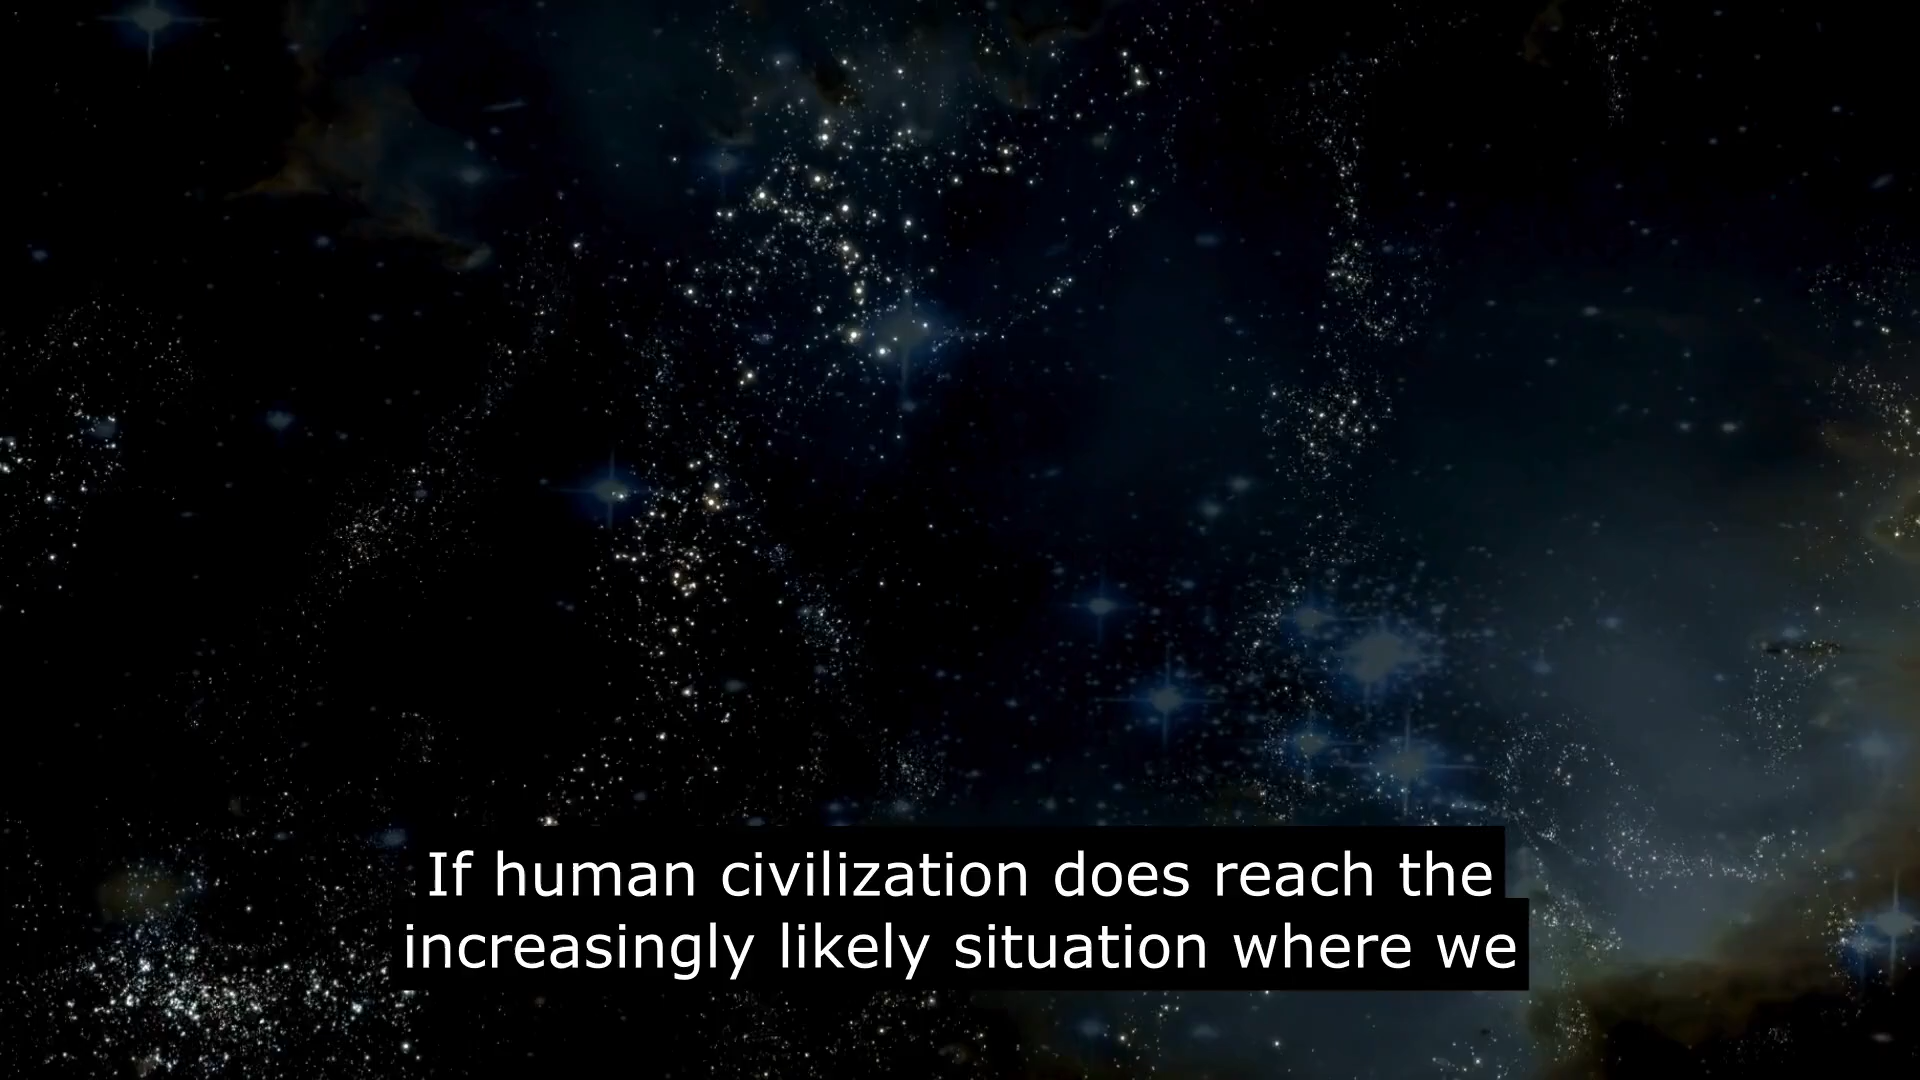 If human civilization does reach the
increasingly likely situation where we